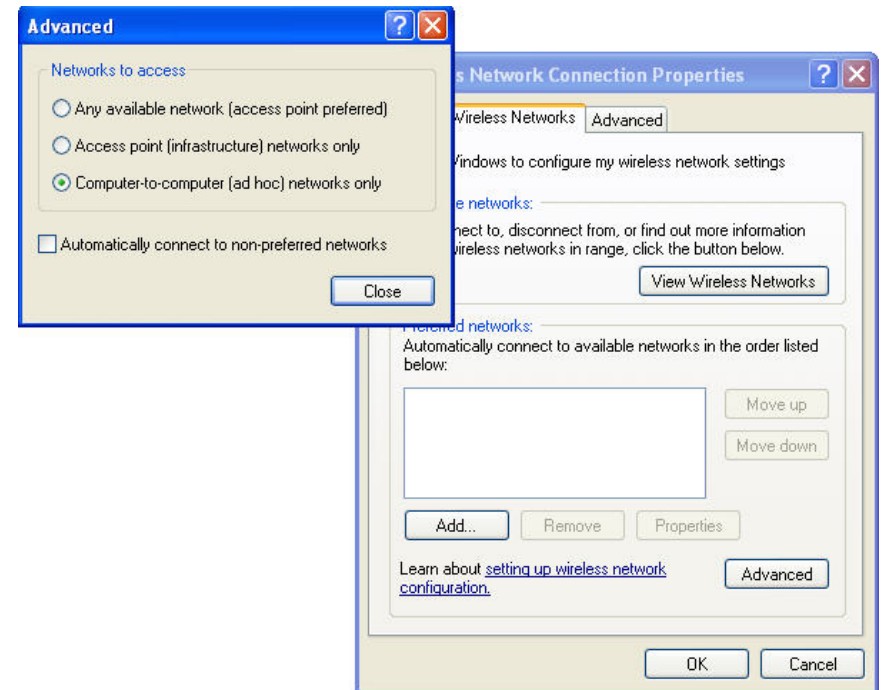 Advanced
Networks to access
Any available network (access point preferred)
Access point (infrastructure) networks only
Computer-to-computer (ad hoc) networks only
Automatically connect to non-preferred networks
Close
Network Connection Properties
Wireless Networks
Advanced
Windows to configure my wireless network settings
networks:
to, disconnect from, or find out more information
wireless networks in range, click the button below.
View Wireless Networks
Preferred networks:
Automatically connect to available networks in the order listed
below:
Move up
Move down
Add...
Remove
Properties
Learn about setting up wireless network
configuration.
Advanced
OK
Cancel